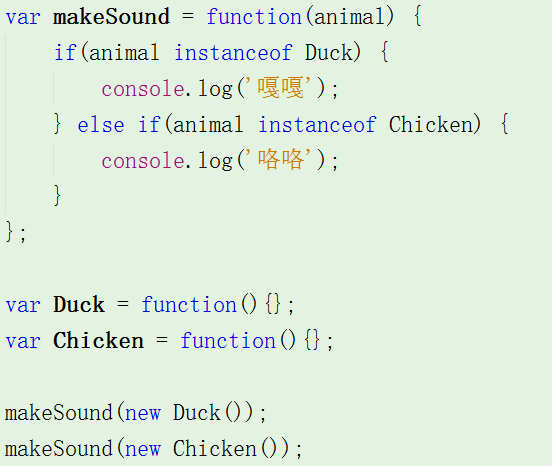 var makeSound = function(animal) {
    if(animal instanceof Duck) {
        console.log('嘎嘎');
    } else if(animal instanceof Chicken) {
        console.log('咯咯');
    }
};

var Duck = function(){};
var Chicken = function(){};

makeSound(new Duck());
makeSound(new Chicken());